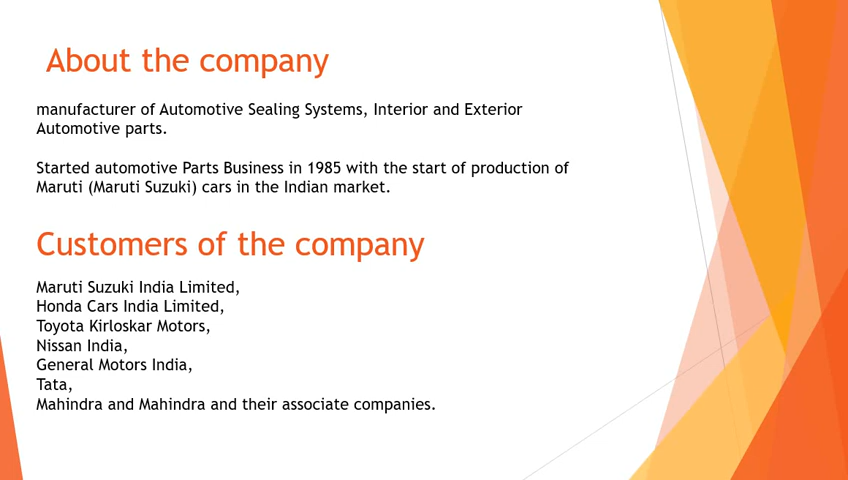 About the company
manufacturer of Automotive Sealing Systems, Interior and Exterior
Automotive parts.
Started automotive Parts Business in 1985 with the start of production of
Maruti (Maruti Suzuki) cars in the Indian market.
Customers of the company
Maruti Suzuki India Limited,
Honda Cars India Limited,
Toyota Kirloskar Motors,
Nissan India,
General Motors India,
Tata,
Mahindra and Mahindra and their associate companies.